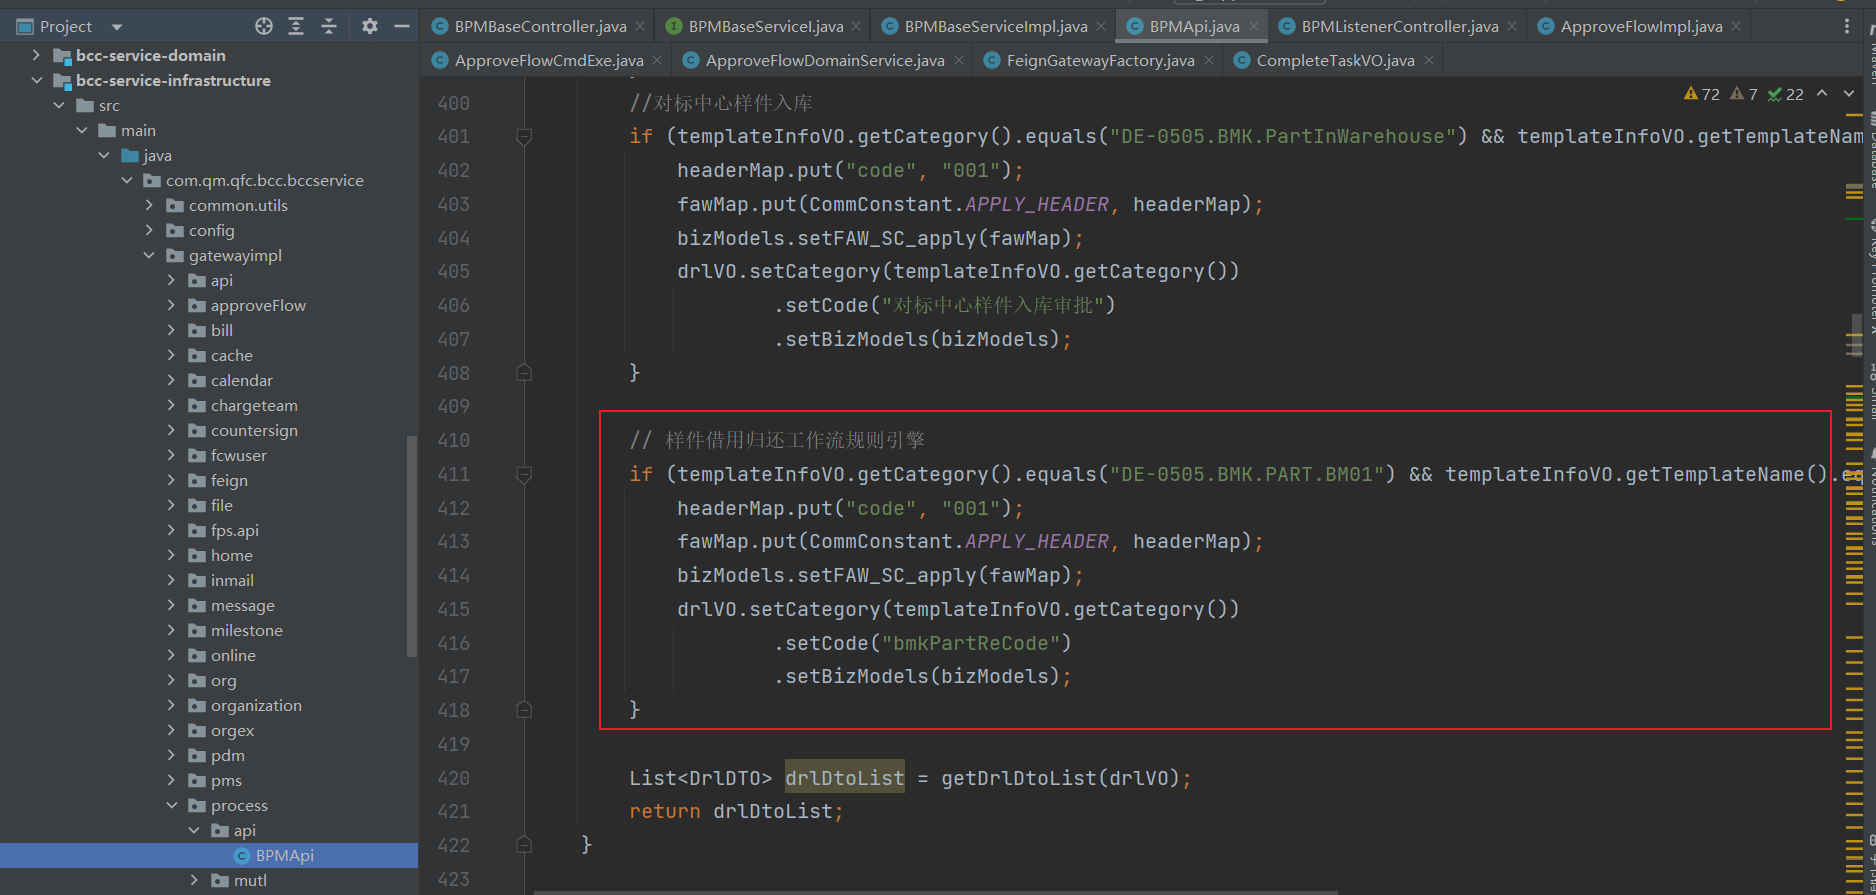 Project
BPMBaseController.java
BPMBaseServiceI.java
BPMBaseServiceImpl.java
BPMApi.java
BPMListenerController.java
ApproveFlowImpl.java
ApproveFlowCmdExe.java
ApproveFlowDomainService.java
FeignGatewayFactory.java
CompleteTaskVO.java
72 7 22
bcc-service-domain
bcc-service-infrastructure
src
main
java
com.qm.qfc.bcc.bccservice
common.utils
config
gatewayimpl
api
approveFlow
bill
cache
calendar
chargeteam
countersign
fcwuser
feign
file
fps.api
home
inmail
message
milestone
online
org
organization
orgex
pdm
pms
process
api
BPMApi
mutl
400 //对标中心样件入库
401 if (templateInfoVO.getCategory().equals("DE-0505.BMK.PartInWarehouse") && templateInfoVO.getTemplateNam
402 headerMap.put("code", "001");
403 fawMap.put(CommConstant.APPLY_HEADER, headerMap);
404 bizModels.setFAW_SC_apply(fawMap);
405 drlVO.setCategory(templateInfoVO.getCategory())
406 .setCode("对标中心样件入库审批")
407 .setBizModels(bizModels);
408 }
409
410 // 样件借用归还工作流规则引擎
411 if (templateInfoVO.getCategory().equals("DE-0505.BMK.PART.BM01") && templateInfoVO.getTemplateName().eq
412 headerMap.put("code", "001");
413 fawMap.put(CommConstant.APPLY_HEADER, headerMap);
414 bizModels.setFAW_SC_apply(fawMap);
415 drlVO.setCategory(templateInfoVO.getCategory())
416 .setCode("bmkPartReCode")
417 .setBizModels(bizModels);
418 }
419
420 List<DrlDTO> drlDtoList = getDrlDtoList(drlVO);
421 return drlDtoList;
422 }
423